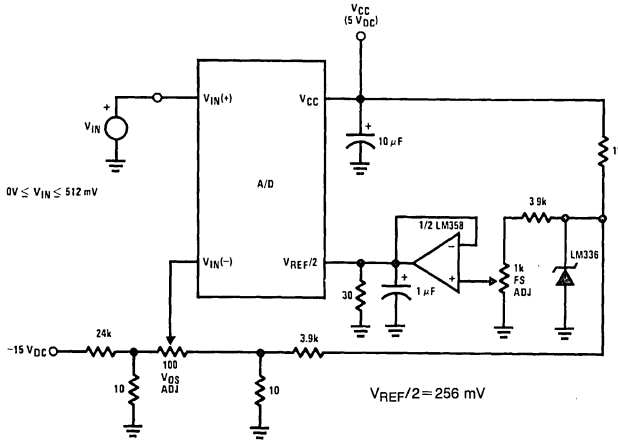 VCC
(5 VDC)
VIN(+)
VCC
+
VIN
+
10 µF
0V ≤ VIN ≤ 512 mV
A/D
3 9k
1/2 LM358
−
+
LM336
1k
FS
ADJ
VIN(−)
VREF/2
30
+
1 µF
−15 VDC
24k
100
VOS
ADJ
10
10
3.9k
VREF/2=256 mV